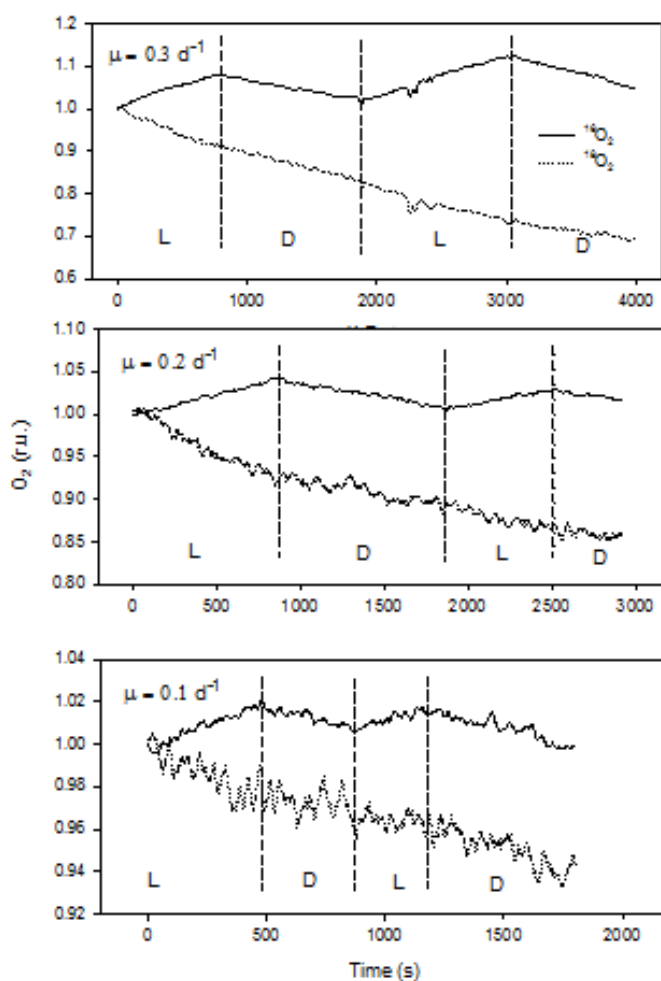 μ = 0.3 d⁻¹
1.2
1.1
1.0
0.9
0.8
0.7
0.6
L
D
L
D
0
1000
2000
3000
4000
μ = 0.2 d⁻¹
1.10
1.05
1.00
0.95
0.90
0.85
0.80
L
D
L
D
0
500
1000
1500
2000
2500
3000
O₂ (r.u.)
μ = 0.1 d⁻¹
1.04
1.02
1.00
0.98
0.96
0.94
0.92
L
D
L
D
0
500
1000
1500
2000
Time (s)